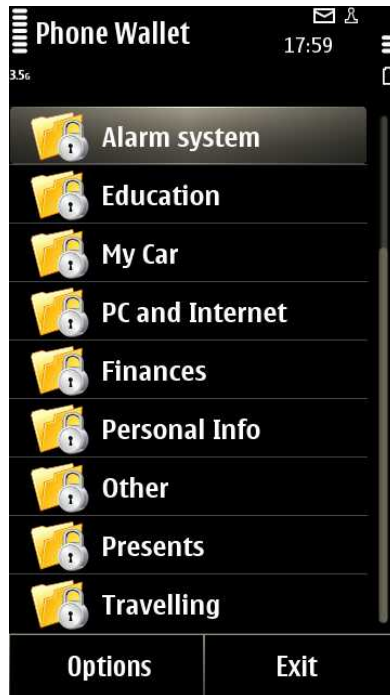 Phone Wallet
17:59
3.5G
Alarm system
Education
My Car
PC and Internet
Finances
Personal Info
Other
Presents
Travelling
Options
Exit